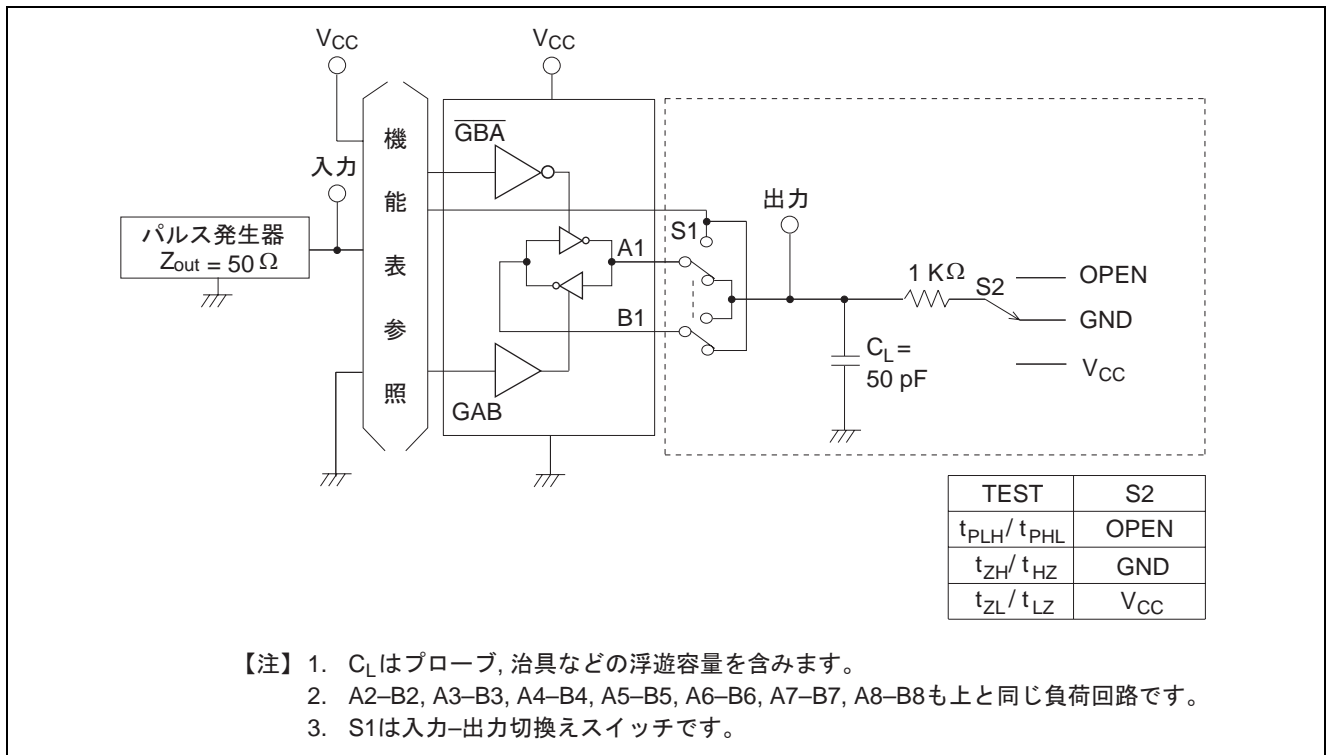 VCC
VCC
機能表参照
GBA
入力
出力
パルス発生器
Zout = 50 Ω
S1
A1
1 KΩ
S2
OPEN
GND
VCC
B1
CL =
50 pF
GAB
TEST S2
tPLH / tPHL OPEN
tZH / tHZ GND
tZL / tLZ VCC
【注】 1. CLはプローブ, 治具などの浮遊容量を含みます。
2. A2–B2, A3–B3, A4–B4, A5–B5, A6–B6, A7–B7, A8–B8も上と同じ負荷回路です。
3. S1は入力–出力切換えスイッチです。